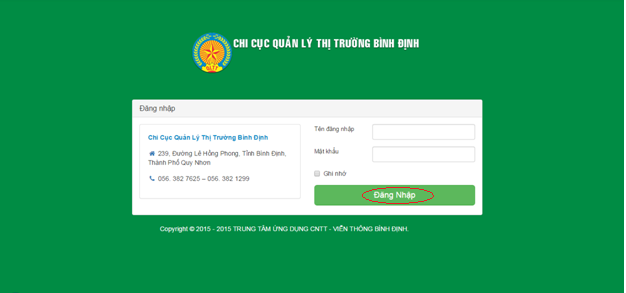 CHI CỤC QUẢN LÝ THỊ TRƯỜNG BÌNH ĐỊNH
Đăng nhập
Chi Cục Quản Lý Thị Trường Bình Định
239, Đường Lê Hồng Phong, Tỉnh Bình Định,
Thành Phố Quy Nhơn
056. 382 7625 – 056. 382 1299
Tên đăng nhập
Mật khẩu
Ghi nhớ
Đăng Nhập
Copyright © 2015 - 2015 TRUNG TÂM ỨNG DỤNG CNTT - VIỄN THÔNG BÌNH ĐỊNH.